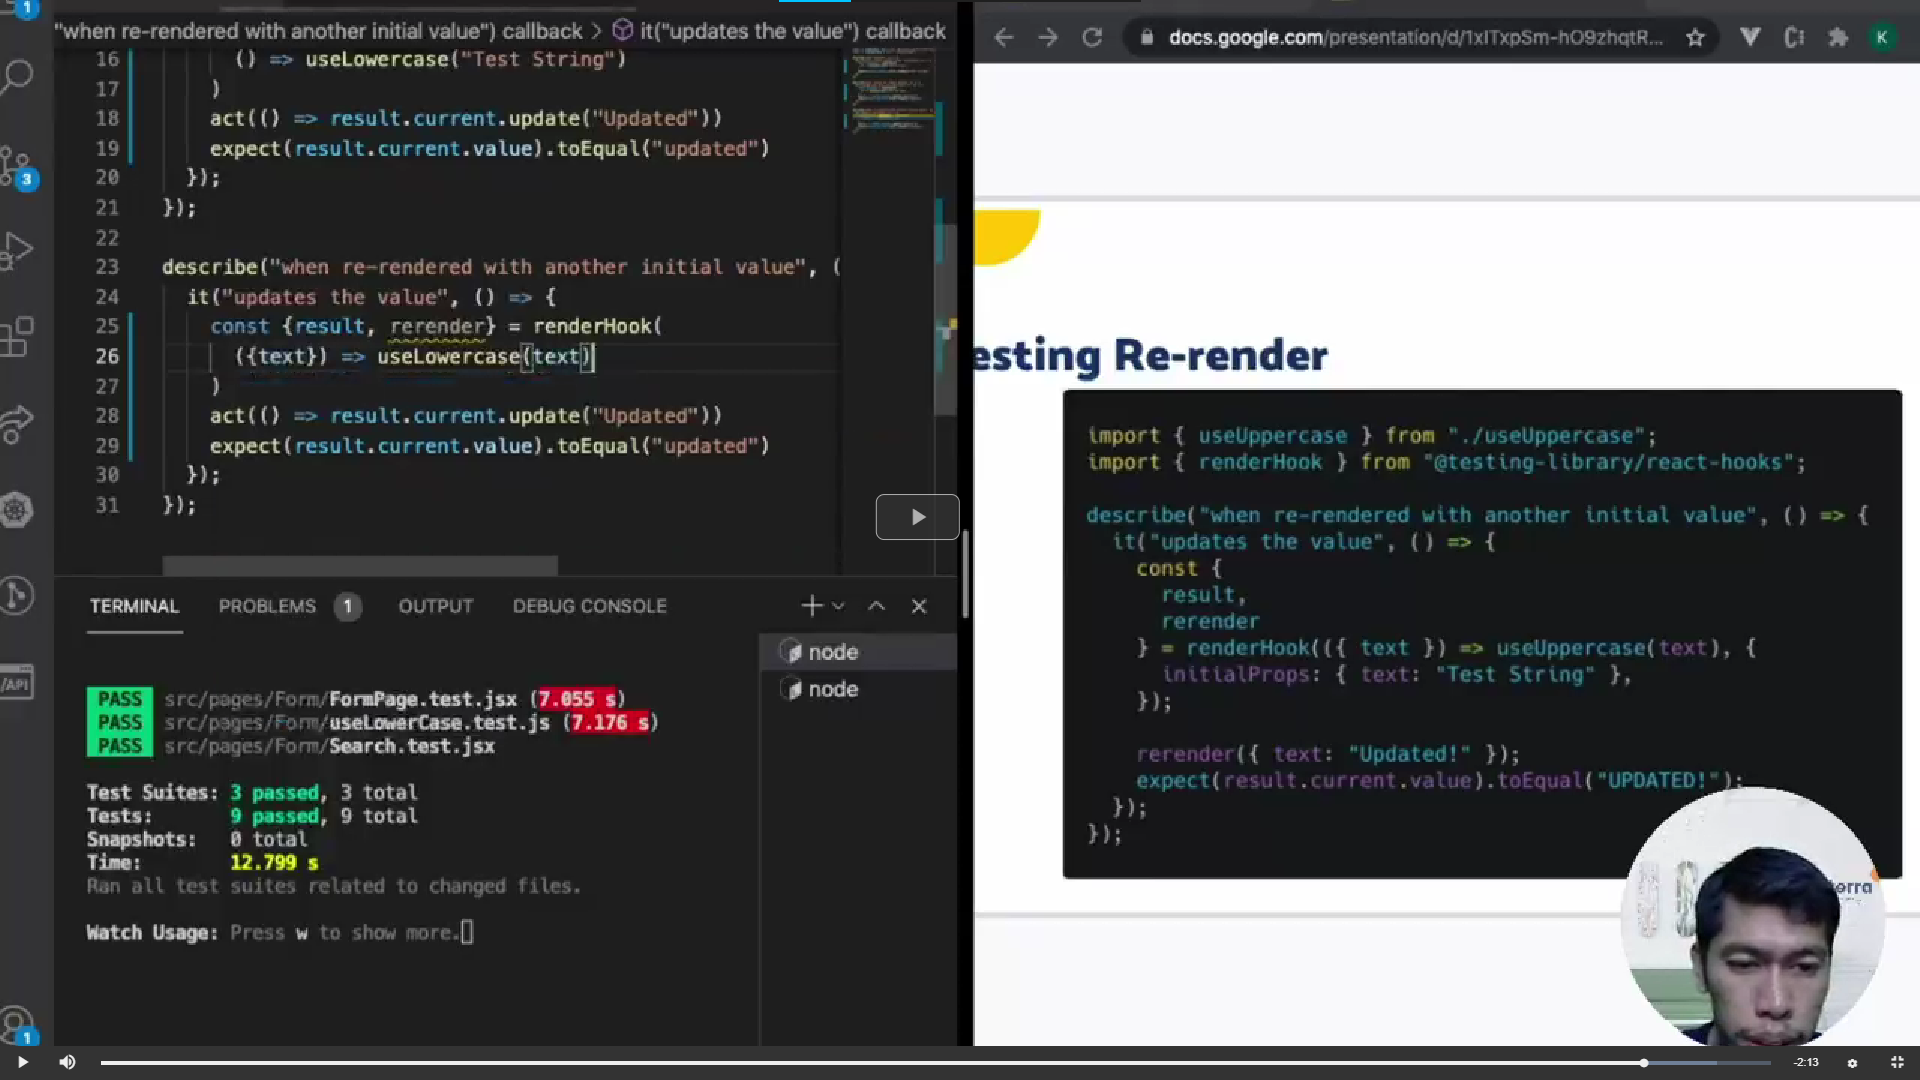 1
"when re-rendered with another initial value") callback > it("updates the value") callback
16 () => useLowercase("Test String")
17 )
18 act(() => result.current.update("Updated"))
19 expect(result.current.value).toEqual("updated")
20 });
21 });
22
23 describe("when re-rendered with another initial value", (
24 it("updates the value", () => {
25 const {result, rerender} = renderHook(
26 ({text}) => useLowercase(text)
27 )
28 act(() => result.current.update("Updated"))
29 expect(result.current.value).toEqual("updated")
30 });
31 });
3
/API
1
TERMINAL PROBLEMS 1 OUTPUT DEBUG CONSOLE
node
node
PASS src/pages/Form/FormPage.test.jsx (7.055 s)
PASS src/pages/Form/useLowerCase.test.js (7.176 s)
PASS src/pages/Form/Search.test.jsx
Test Suites: 3 passed, 3 total
Tests: 9 passed, 9 total
Snapshots: 0 total
Time: 12.799 s
Ran all test suites related to changed files.
Watch Usage: Press w to show more.
docs.google.com/presentation/d/1xITxpSm-hO9zhqtR...
K
esting Re-render
import { useUppercase } from "./useUppercase";
import { renderHook } from "@testing-library/react-hooks";
describe("when re-rendered with another initial value", () => {
it("updates the value", () => {
const {
result,
rerender
} = renderHook(({ text }) => useUppercase(text), {
initialProps: { text: "Test String" },
});
rerender({ text: "Updated!" });
expect(result.current.value).toEqual("UPDATED!");
});
});
-2:13